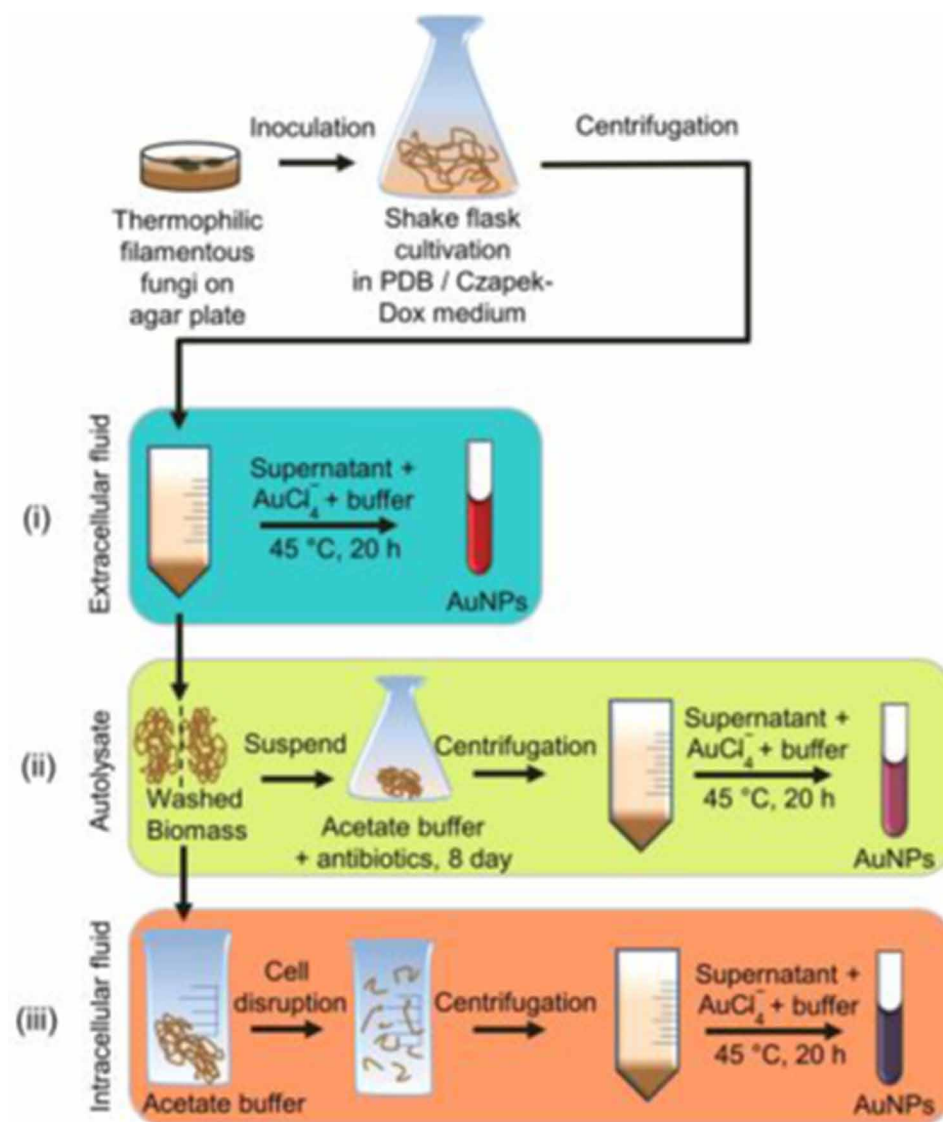 Inoculation
Centrifugation
Thermophilic
filamentous
fungi on
agar plate
Shake flask
cultivation
in PDB / Czapek-
Dox medium
(i)
Extracellular fluid
Supernatant +
AuCl₄⁻ + buffer
45 °C, 20 h
AuNPs
(ii)
Autolysate
Washed
Biomass
Suspend
Acetate buffer
+ antibiotics, 8 day
Centrifugation
Supernatant +
AuCl₄⁻ + buffer
45 °C, 20 h
AuNPs
(iii)
Intracellular fluid
Acetate buffer
Cell
disruption
Centrifugation
Supernatant +
AuCl₄⁻ + buffer
45 °C, 20 h
AuNPs